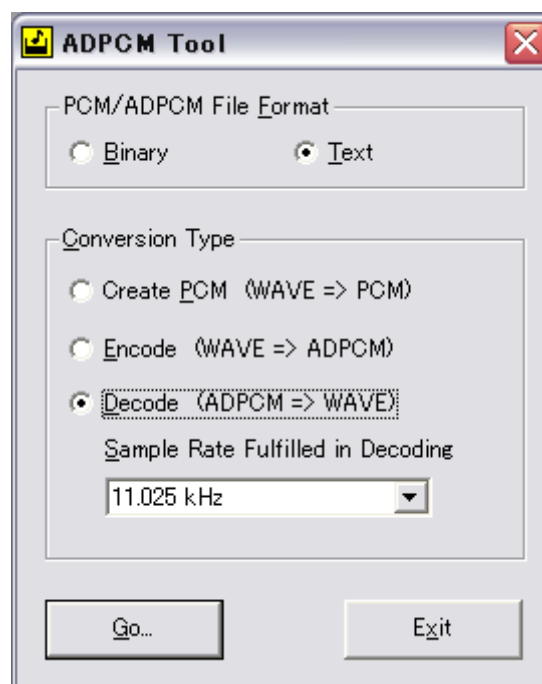 ADPCM Tool
PCM/ADPCM File Format
Binary
Text
Conversion Type
Create PCM (WAVE => PCM)
Encode (WAVE => ADPCM)
Decode (ADPCM => WAVE)
Sample Rate Fulfilled in Decoding
11.025 kHz
Go...
Exit